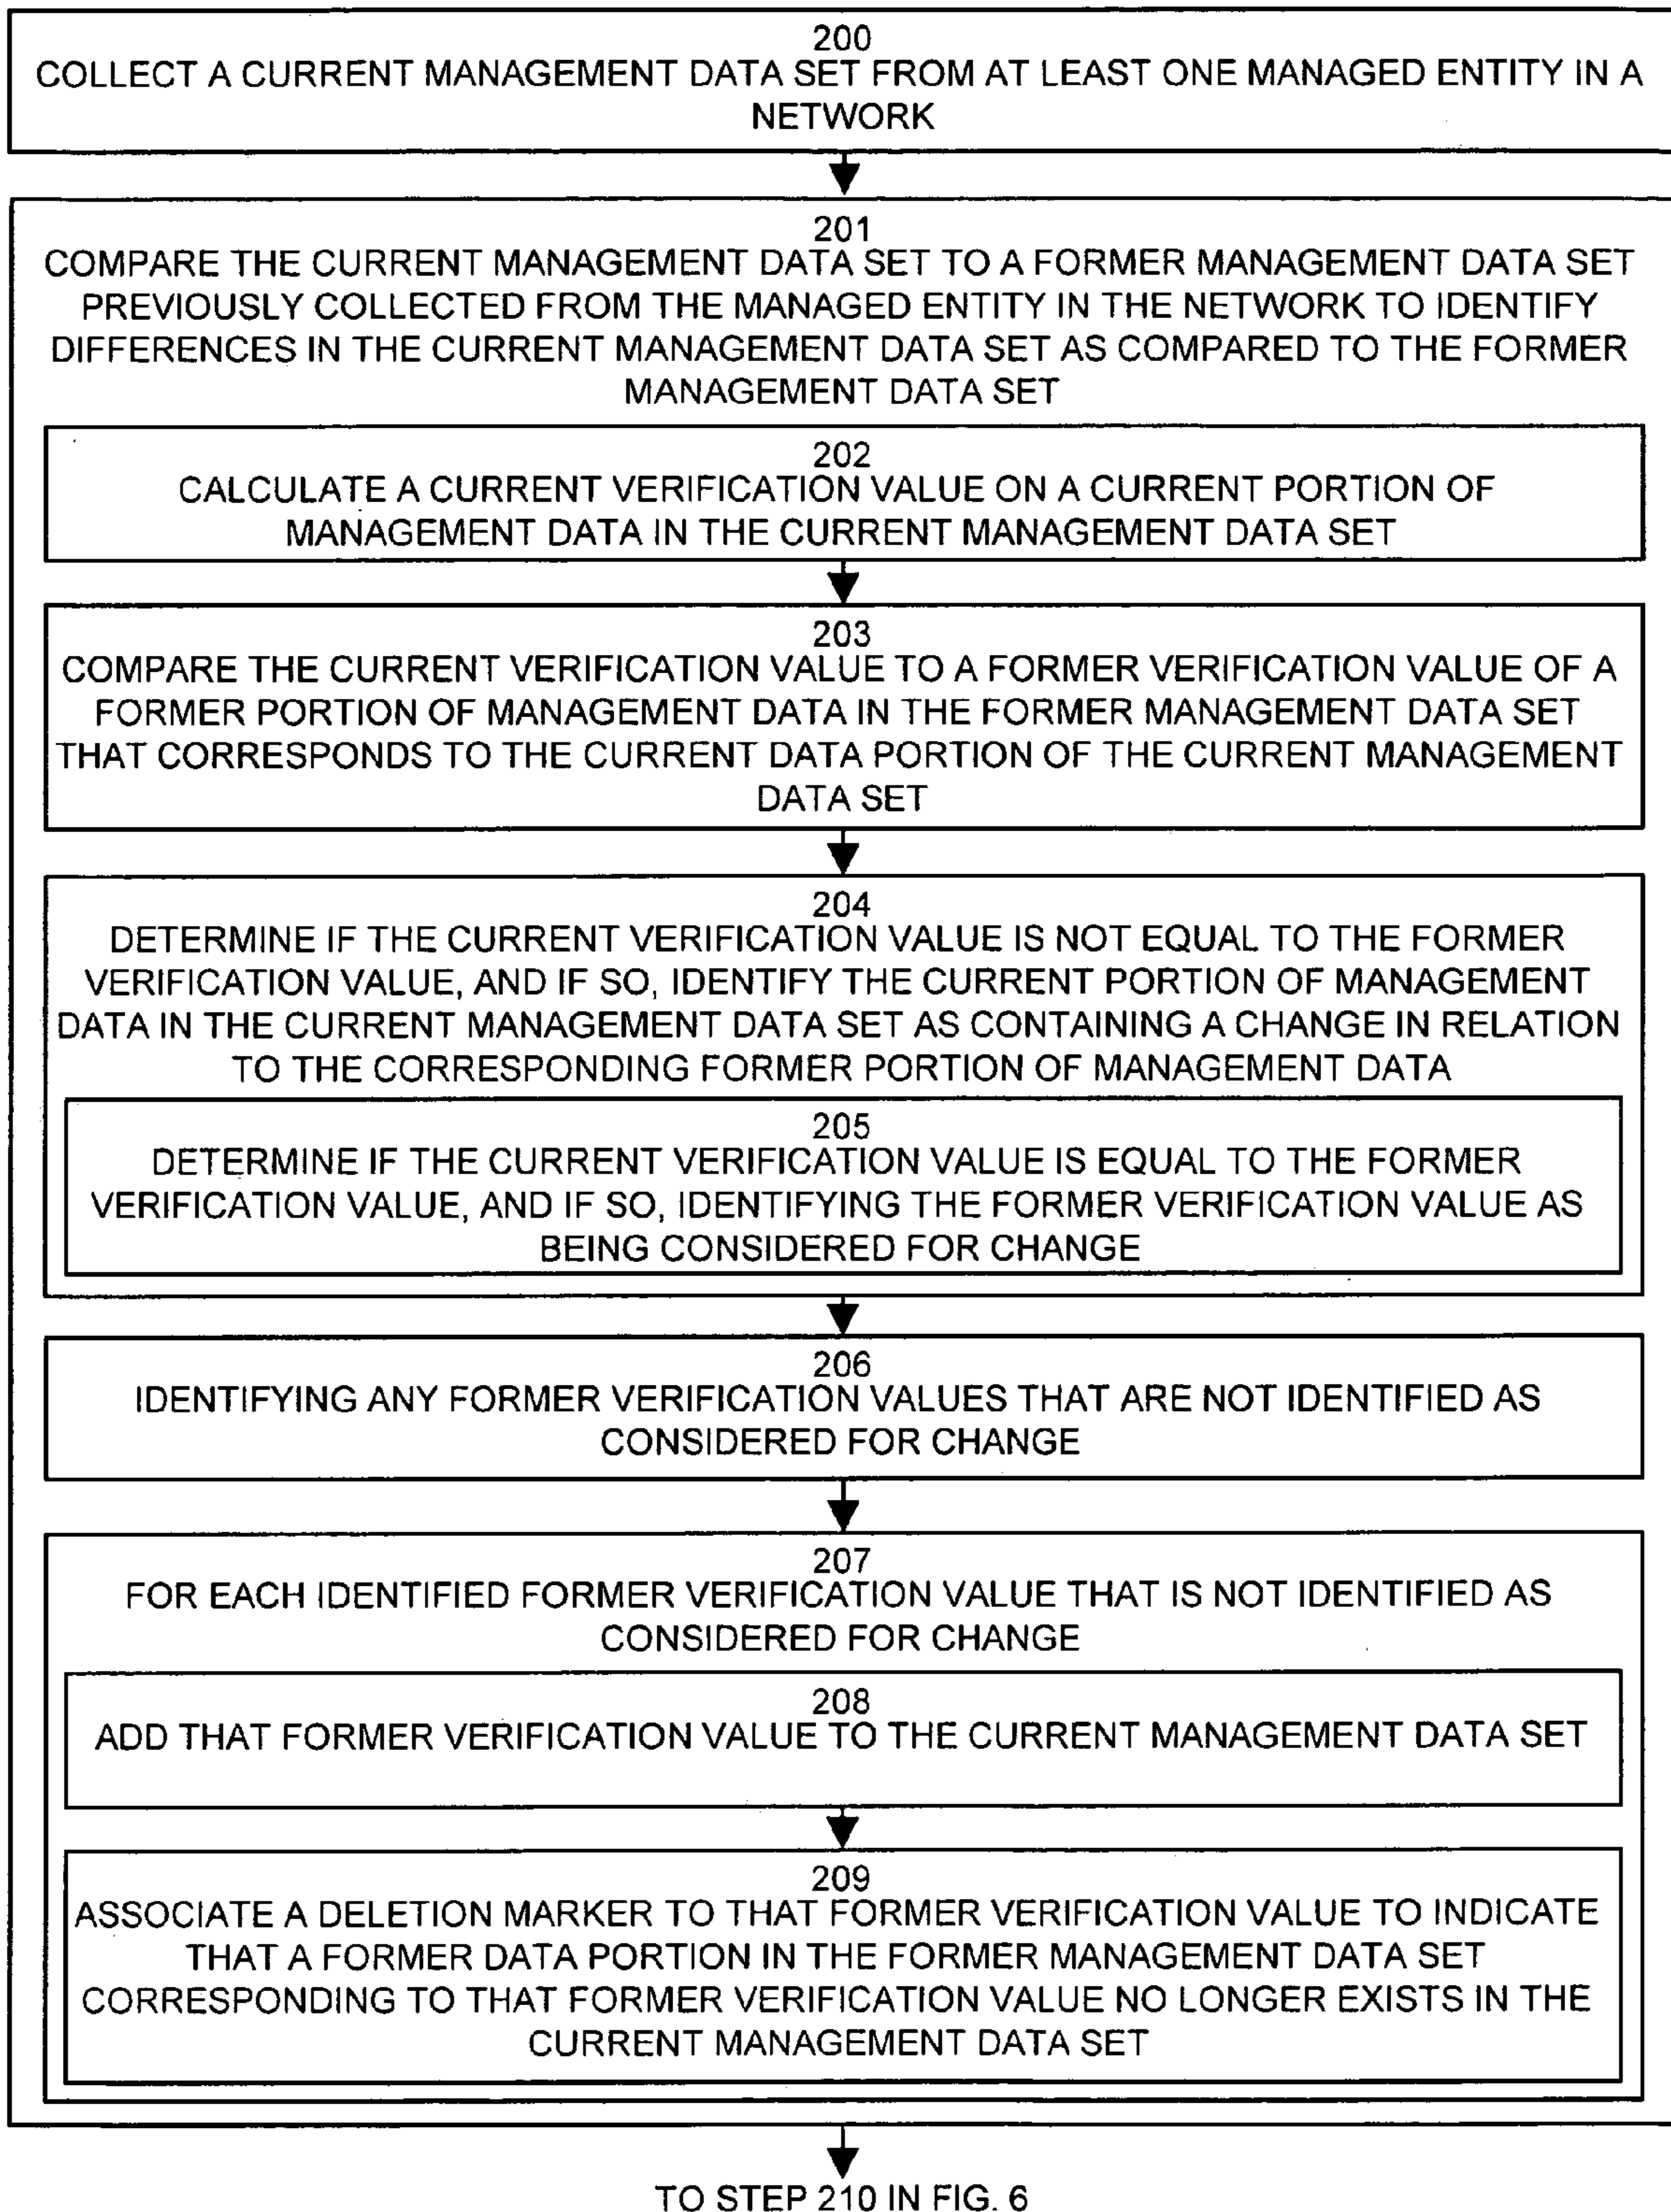 200
COLLECT A CURRENT MANAGEMENT DATA SET FROM AT LEAST ONE MANAGED ENTITY IN A
NETWORK
201
COMPARE THE CURRENT MANAGEMENT DATA SET TO A FORMER MANAGEMENT DATA SET
PREVIOUSLY COLLECTED FROM THE MANAGED ENTITY IN THE NETWORK TO IDENTIFY
DIFFERENCES IN THE CURRENT MANAGEMENT DATA SET AS COMPARED TO THE FORMER
MANAGEMENT DATA SET
202
CALCULATE A CURRENT VERIFICATION VALUE ON A CURRENT PORTION OF
MANAGEMENT DATA IN THE CURRENT MANAGEMENT DATA SET
203
COMPARE THE CURRENT VERIFICATION VALUE TO A FORMER VERIFICATION VALUE OF A
FORMER PORTION OF MANAGEMENT DATA IN THE FORMER MANAGEMENT DATA SET
THAT CORRESPONDS TO THE CURRENT DATA PORTION OF THE CURRENT MANAGEMENT
DATA SET
204
DETERMINE IF THE CURRENT VERIFICATION VALUE IS NOT EQUAL TO THE FORMER
VERIFICATION VALUE, AND IF SO, IDENTIFY THE CURRENT PORTION OF MANAGEMENT
DATA IN THE CURRENT MANAGEMENT DATA SET AS CONTAINING A CHANGE IN RELATION
TO THE CORRESPONDING FORMER PORTION OF MANAGEMENT DATA
205
DETERMINE IF THE CURRENT VERIFICATION VALUE IS EQUAL TO THE FORMER
VERIFICATION VALUE, AND IF SO, IDENTIFYING THE FORMER VERIFICATION VALUE AS
BEING CONSIDERED FOR CHANGE
206
IDENTIFYING ANY FORMER VERIFICATION VALUES THAT ARE NOT IDENTIFIED AS
CONSIDERED FOR CHANGE
207
FOR EACH IDENTIFIED FORMER VERIFICATION VALUE THAT IS NOT IDENTIFIED AS
CONSIDERED FOR CHANGE
208
ADD THAT FORMER VERIFICATION VALUE TO THE CURRENT MANAGEMENT DATA SET
209
ASSOCIATE A DELETION MARKER TO THAT FORMER VERIFICATION VALUE TO INDICATE
THAT A FORMER DATA PORTION IN THE FORMER MANAGEMENT DATA SET
CORRESPONDING TO THAT FORMER VERIFICATION VALUE NO LONGER EXISTS IN THE
CURRENT MANAGEMENT DATA SET
TO STEP 210 IN FIG. 6